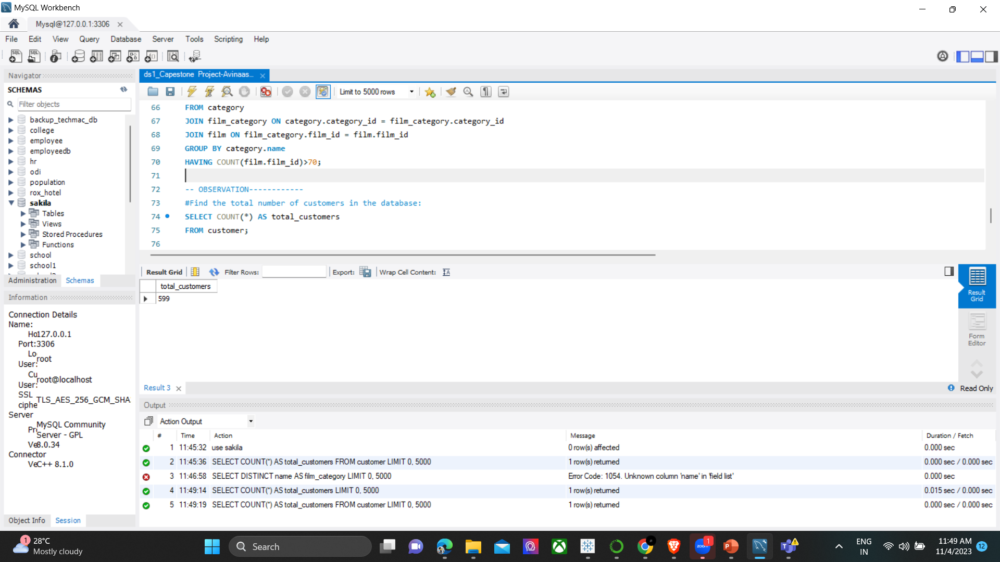 MySQL Workbench
Mysql@127.0.0.1:3306
File Edit View Query Database Server Tools Scripting Help
Navigator
SCHEMAS
Filter objects
backup_techmac_db
college
employee
employeedb
hr
odi
population
rox_hotel
sakila
Tables
Views
Stored Procedures
Functions
school
school1
Administration Schemas
Information
Connection Details
Name:
Ho127.0.0.1
Port:3306
Lo
root
User:
Cu
root@localhost
User:
SSL
TLS_AES_256_GCM_SHA
ciphe
Server
MySQL Community
Server - GPL
Ve8.0.34
Connector
VeC++ 8.1.0
Object Info Session
ds1_Capestone Project-Avinaas...
Limit to 5000 rows
66 FROM category
67 JOIN film_category ON category.category_id = film_category.category_id
68 JOIN film ON film_category.film_id = film.film_id
69 GROUP BY category.name
70 HAVING COUNT(film.film_id)>70;
71
72 -- OBSERVATION------------
73 #Find the total number of customers in the database:
74 SELECT COUNT(*) AS total_customers
75 FROM customer;
76
Result Grid Filter Rows: Export: Wrap Cell Content:
total_customers
599
Result
Grid
Form
Editor
Result 3
Read Only
Output
Action Output
# Time Action Message Duration / Fetch
1 11:45:32 use sakila 0 row(s) affected 0.000 sec
2 11:45:36 SELECT COUNT(*) AS total_customers FROM customer LIMIT 0, 5000 1 row(s) returned 0.000 sec / 0.000 sec
3 11:46:58 SELECT DISTINCT name AS film_category LIMIT 0, 5000 Error Code: 1054. Unknown column 'name' in 'field list' 0.000 sec
4 11:49:14 SELECT COUNT(*) AS total_customers LIMIT 0, 5000 1 row(s) returned 0.015 sec / 0.000 sec
5 11:49:19 SELECT COUNT(*) AS total_customers FROM customer LIMIT 0, 5000 1 row(s) returned 0.000 sec / 0.000 sec
1
28°C
Mostly cloudy
Search
zoom
1
ENG
IN
11:49 AM
11/4/2023
12